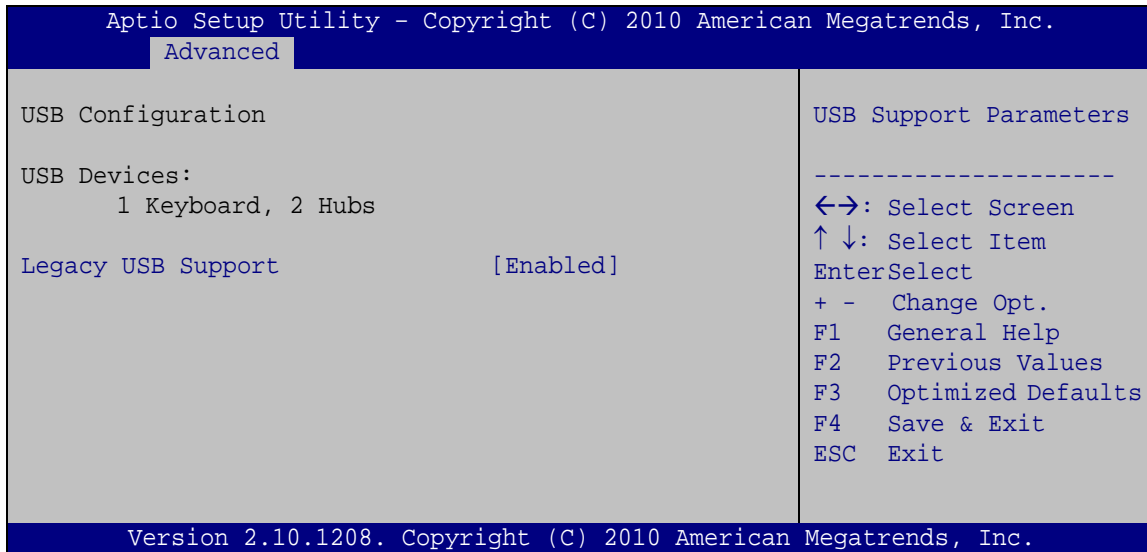 Aptio Setup Utility – Copyright (C) 2010 American Megatrends, Inc.
Advanced
USB Configuration
USB Devices:
1 Keyboard, 2 Hubs
Legacy USB Support [Enabled]
USB Support Parameters
---------------------
←→: Select Screen
↑ ↓: Select Item
EnterSelect
+ - Change Opt.
F1 General Help
F2 Previous Values
F3 Optimized Defaults
F4 Save & Exit
ESC Exit
Version 2.10.1208. Copyright (C) 2010 American Megatrends, Inc.